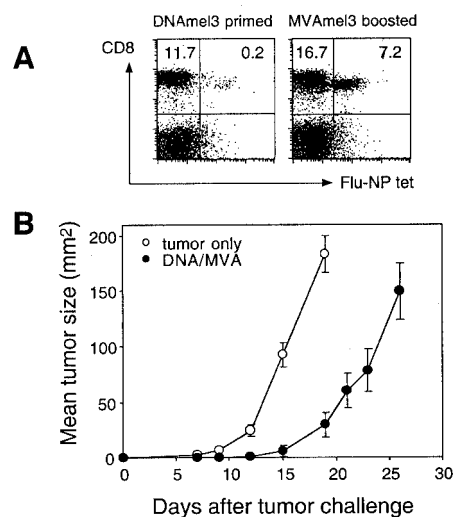 DNAmel3 primed MVAmel3 boosted
A
CD8
11.7 0.2
16.7 7.2
Flu-NP tet
B
200
150
100
50
0
Mean tumor size (mm²)
tumor only
DNA/MVA
0 5 10 15 20 25 30
Days after tumor challenge